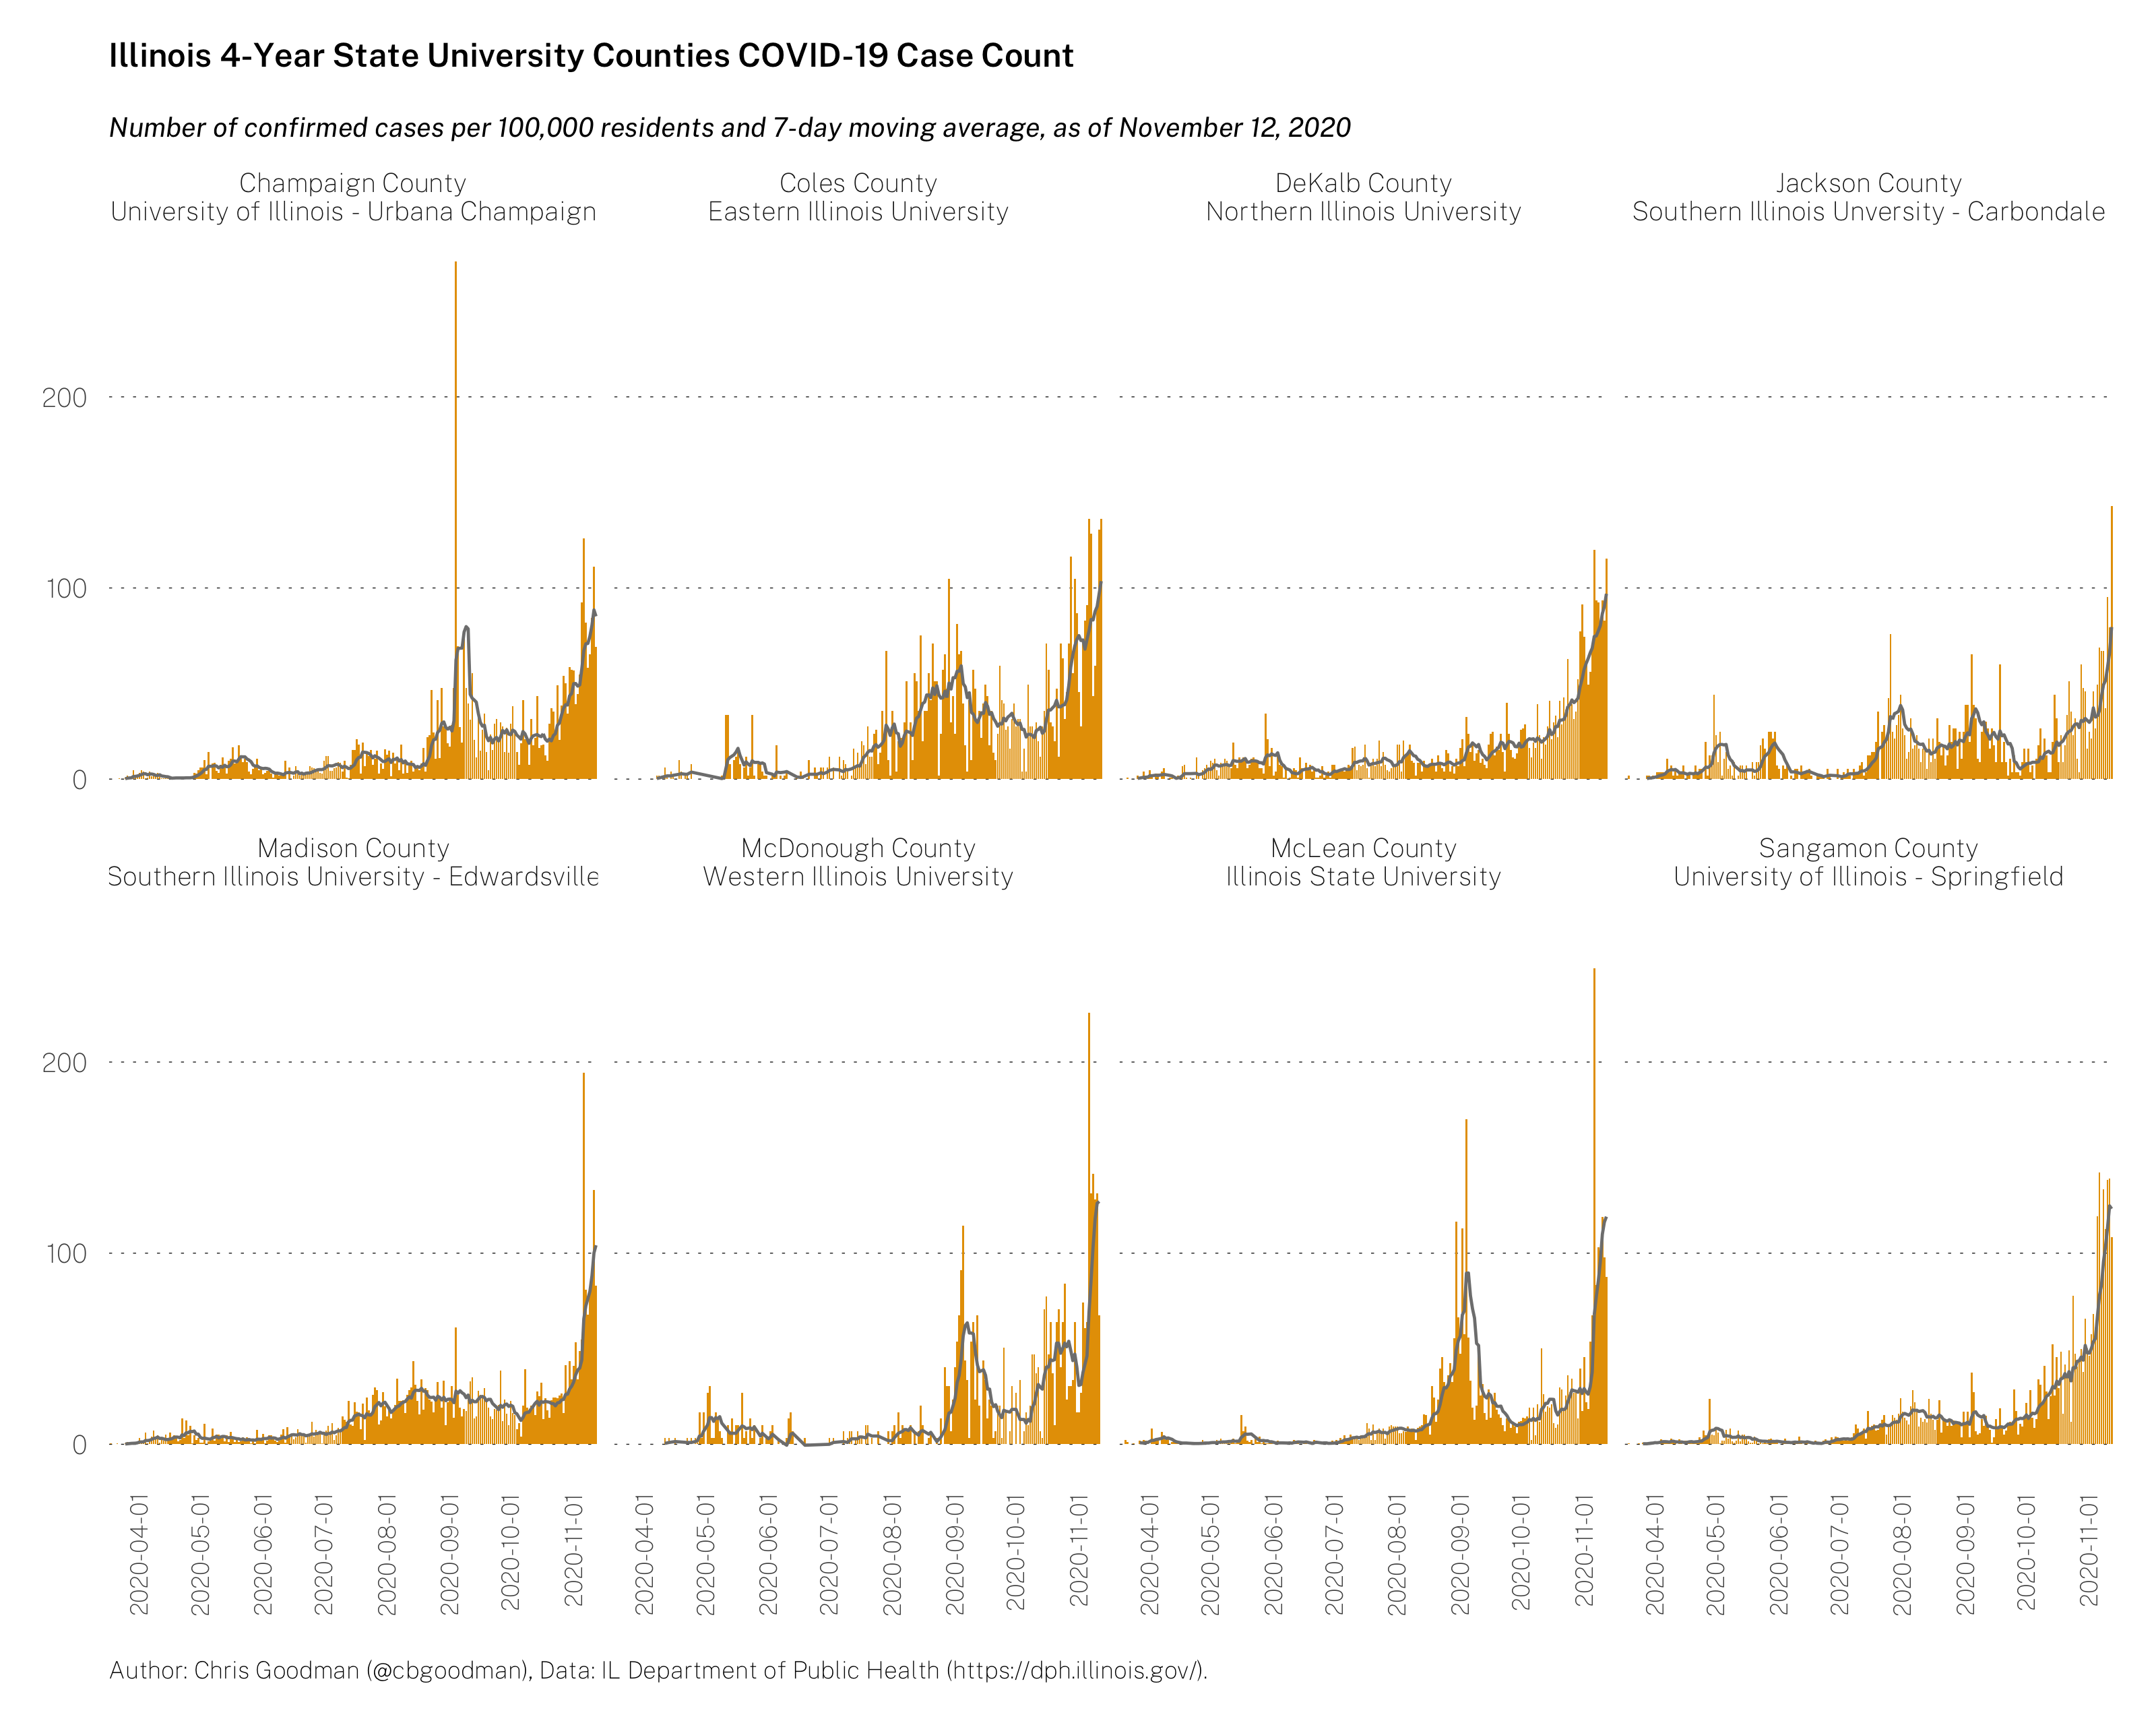 Illinois 4-Year State University Counties COVID-19 Case Count
Number of confirmed cases per 100,000 residents and 7-day moving average, as of November 12, 2020
Champaign County
University of Illinois - Urbana Champaign
Coles County
Eastern Illinois University
DeKalb County
Northern Illinois University
Jackson County
Southern Illinois Unversity - Carbondale
200
100
0
Madison County
Southern Illinois University - Edwardsville
McDonough County
Western Illinois University
McLean County
Illinois State University
Sangamon County
University of Illinois - Springfield
200
100
0
2020-04-01
2020-05-01
2020-06-01
2020-07-01
2020-08-01
2020-09-01
2020-10-01
2020-11-01
2020-04-01
2020-05-01
2020-06-01
2020-07-01
2020-08-01
2020-09-01
2020-10-01
2020-11-01
2020-04-01
2020-05-01
2020-06-01
2020-07-01
2020-08-01
2020-09-01
2020-10-01
2020-11-01
2020-04-01
2020-05-01
2020-06-01
2020-07-01
2020-08-01
2020-09-01
2020-10-01
2020-11-01
Author: Chris Goodman (@cbgoodman), Data: IL Department of Public Health (https://dph.illinois.gov/).